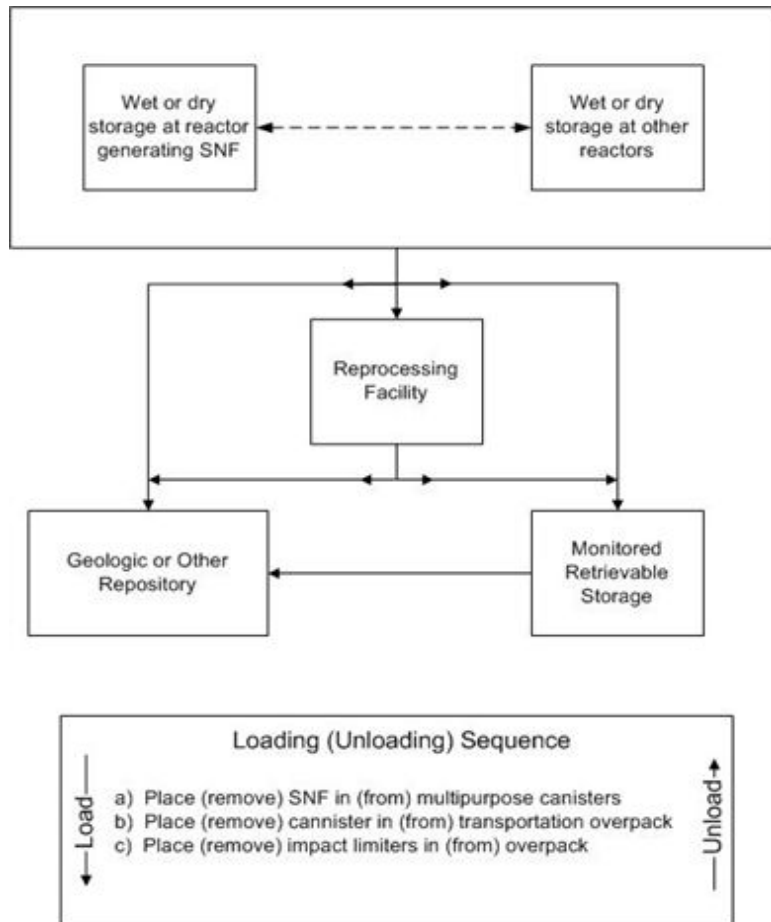 Wet or dry
storage at reactor
generating SNF
Wet or dry
storage at other
reactors
Reprocessing
Facility
Geologic or Other
Repository
Monitored
Retrievable
Storage
Loading (Unloading) Sequence
Load
a) Place (remove) SNF in (from) multipurpose canisters
b) Place (remove) cannister in (from) transportation overpack
c) Place (remove) impact limiters in (from) overpack
Unload